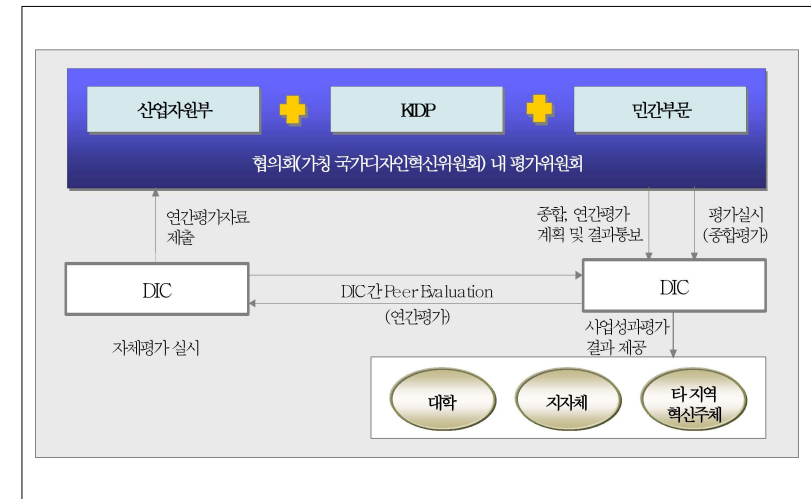 산업자원부
KIDP
민간부문
협의회(가칭 국가디자인혁신위원회) 내 평가위원회
연간평가자료
제출
종합, 연간평가
계획 및 결과통보
평가실시
(종합평가)
DIC
DIC간 Peer Evaluation
(연간평가)
DIC
자체평가 실시
사업성과평가
결과 제공
대학
지자체
타 지역
혁신주체